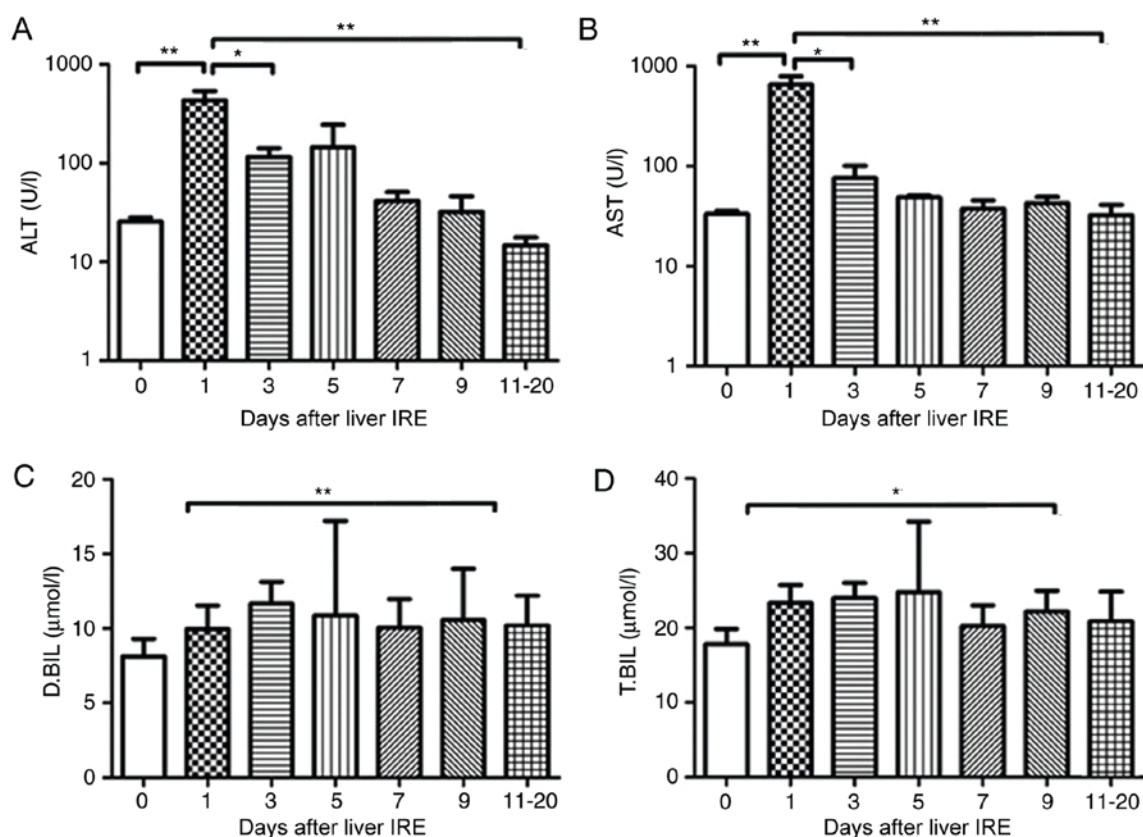 A
**
**
*
1000
100
10
1
ALT (U/l)
0 1 3 5 7 9 11-20
Days after liver IRE
B
**
**
*
1000
100
10
1
AST (U/l)
0 1 3 5 7 9 11-20
Days after liver IRE
C
**
20
15
10
5
0
D.BIL (µmol/l)
0 1 3 5 7 9 11-20
Days after liver IRE
D
*
40
30
20
10
0
T.BIL (µmol/l)
0 1 3 5 7 9 11-20
Days after liver IRE